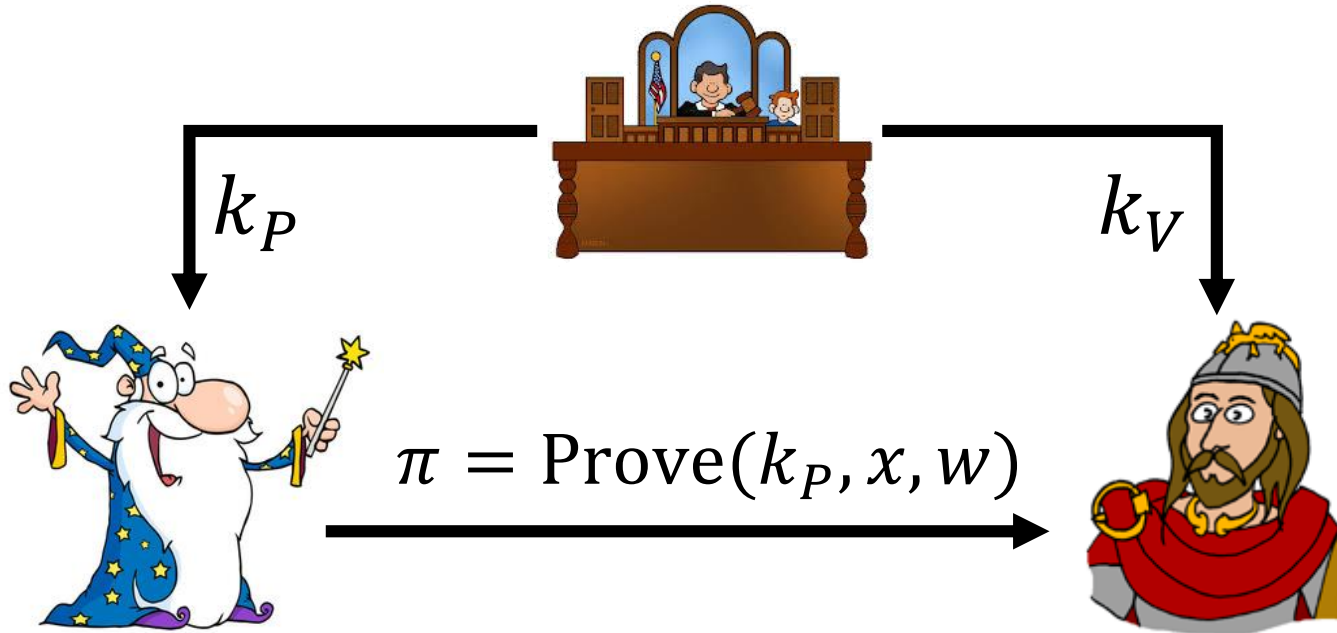 k_P
k_V
π = Prove(k_P, x, w)